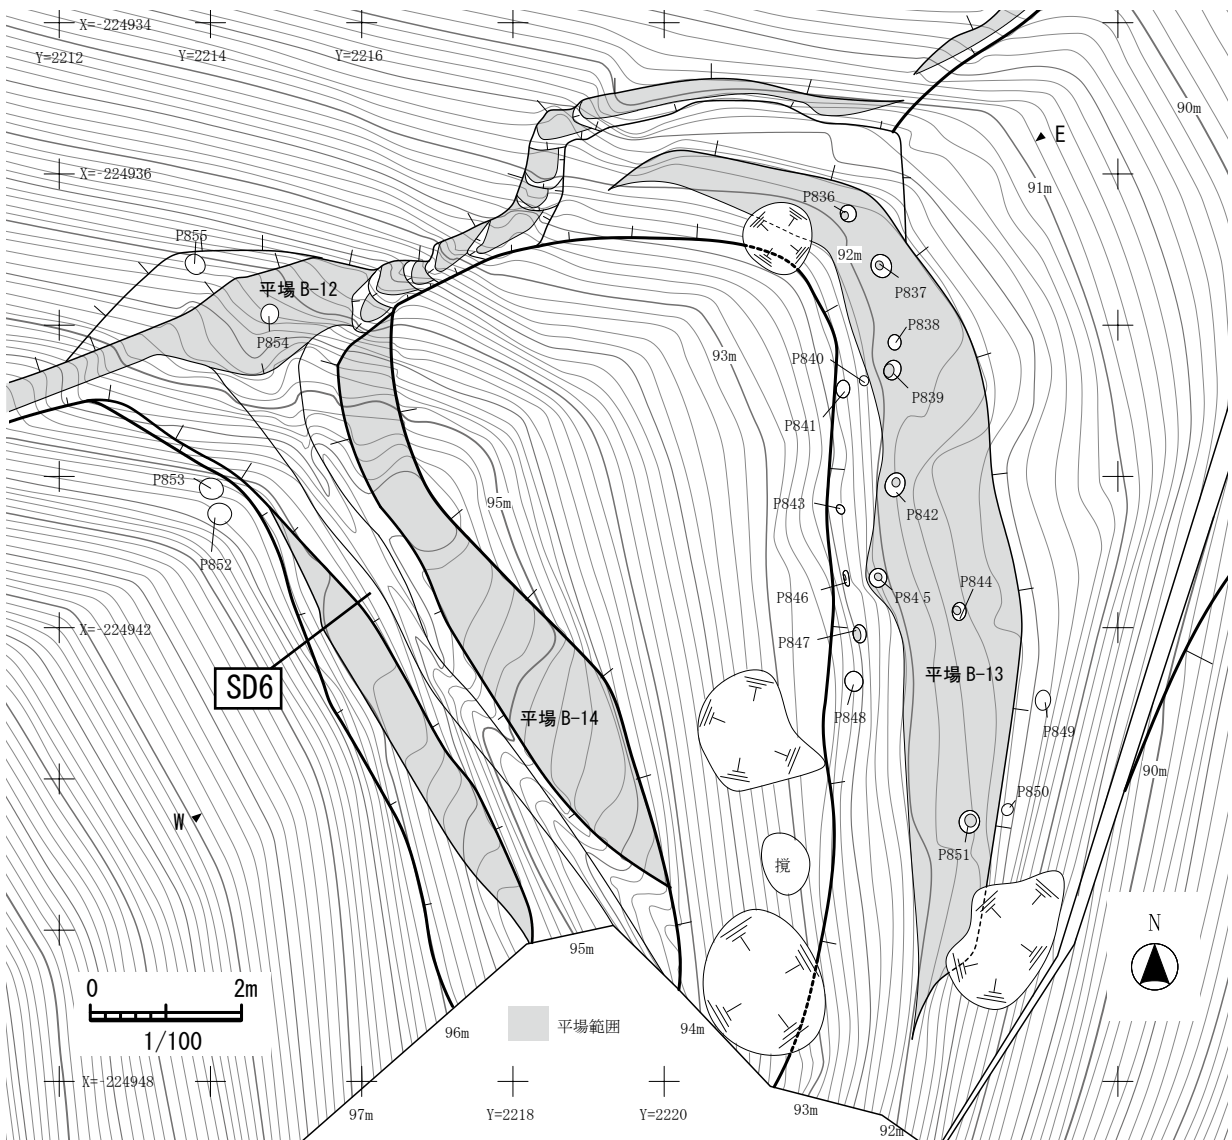 X=-224934
Y=2212
Y=2214
Y=2216
90m
E
X=-224936
91m
P836
P855
92m
平場 B-12
P837
P838
P854
93m
P840
P839
P841
P853
95m
P843
P842
P852
P846
P845
P844
X=-224942
P847
平場 B-13
SD6
平場 B-14
P848
P849
90m
P850
W
P851
撹
N
95m
0 2m
1/100
平場範囲
96m
94m
X=-224948
97m
Y=2218
Y=2220
93m
92m